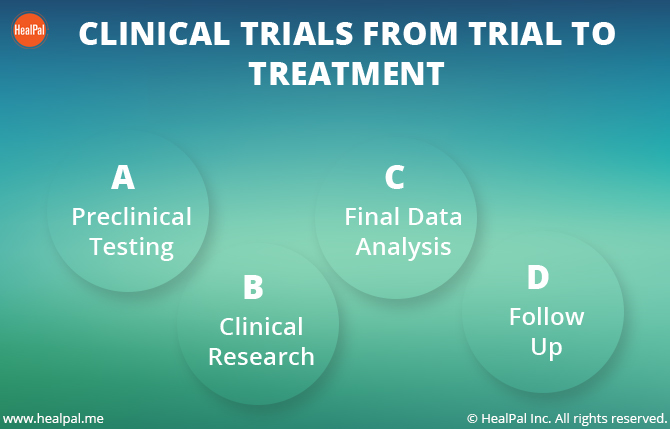 HealPal
CLINICAL TRIALS FROM TRIAL TO
TREATMENT
A
Preclinical
Testing
B
Clinical
Research
C
Final Data
Analysis
D
Follow
Up
www.healpal.me
© HealPal Inc. All rights reserved.